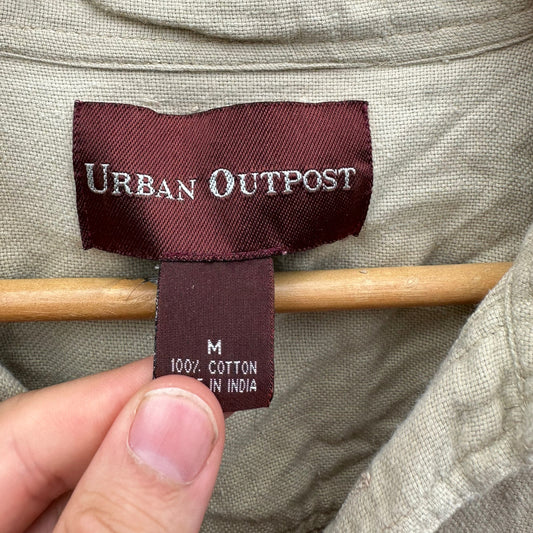 URBAN OUTPOST
M
100% COTTON
IN INDIA